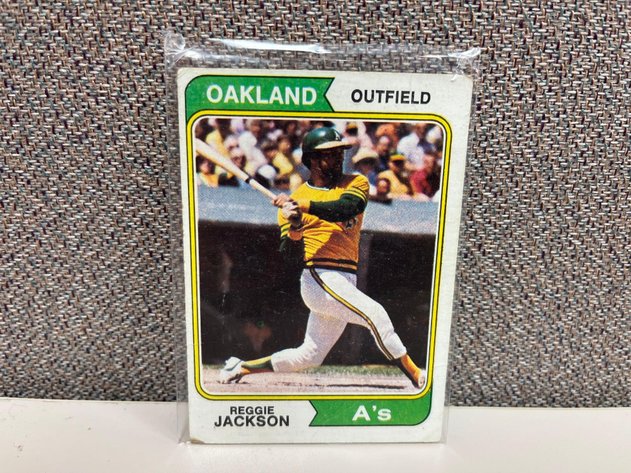 OAKLAND OUTFIELD
REGGIE
JACKSON
A's